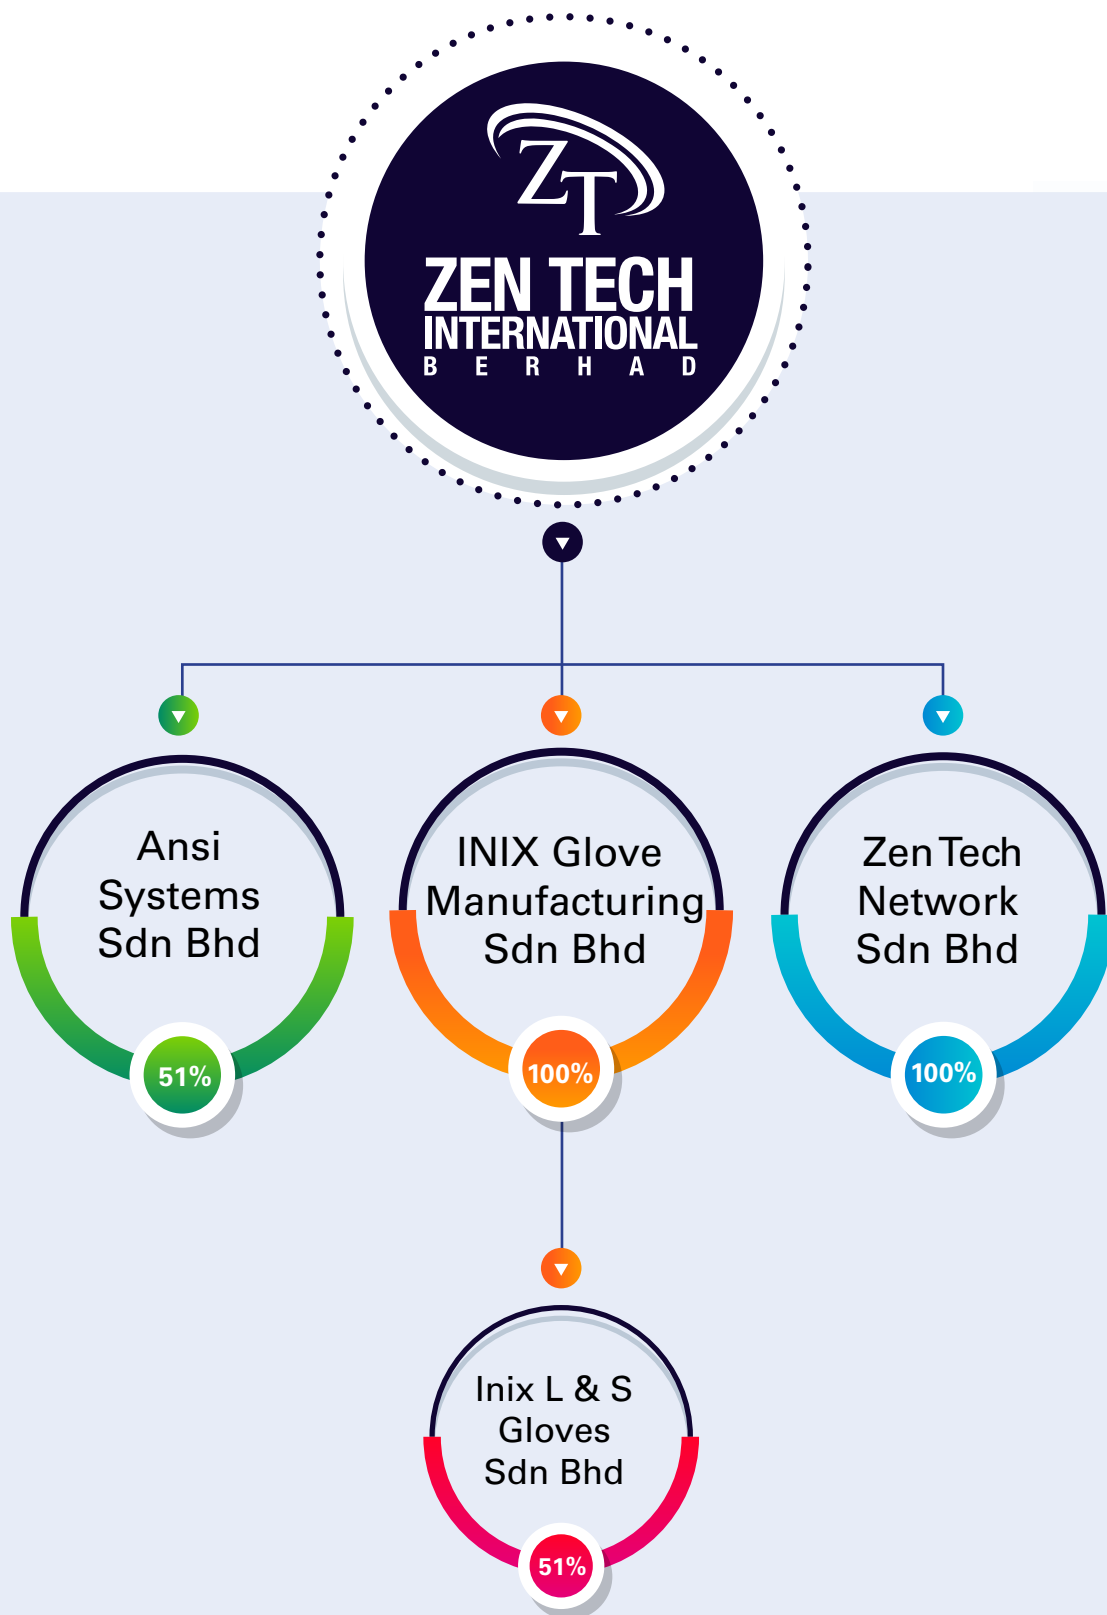 ZT
ZEN TECH
INTERNATIONAL
BERHAD
Ansi
Systems
Sdn Bhd
51%
INIX Glove
Manufacturing
Sdn Bhd
100%
Zen Tech
Network
Sdn Bhd
100%
Inix L & S
Gloves
Sdn Bhd
51%